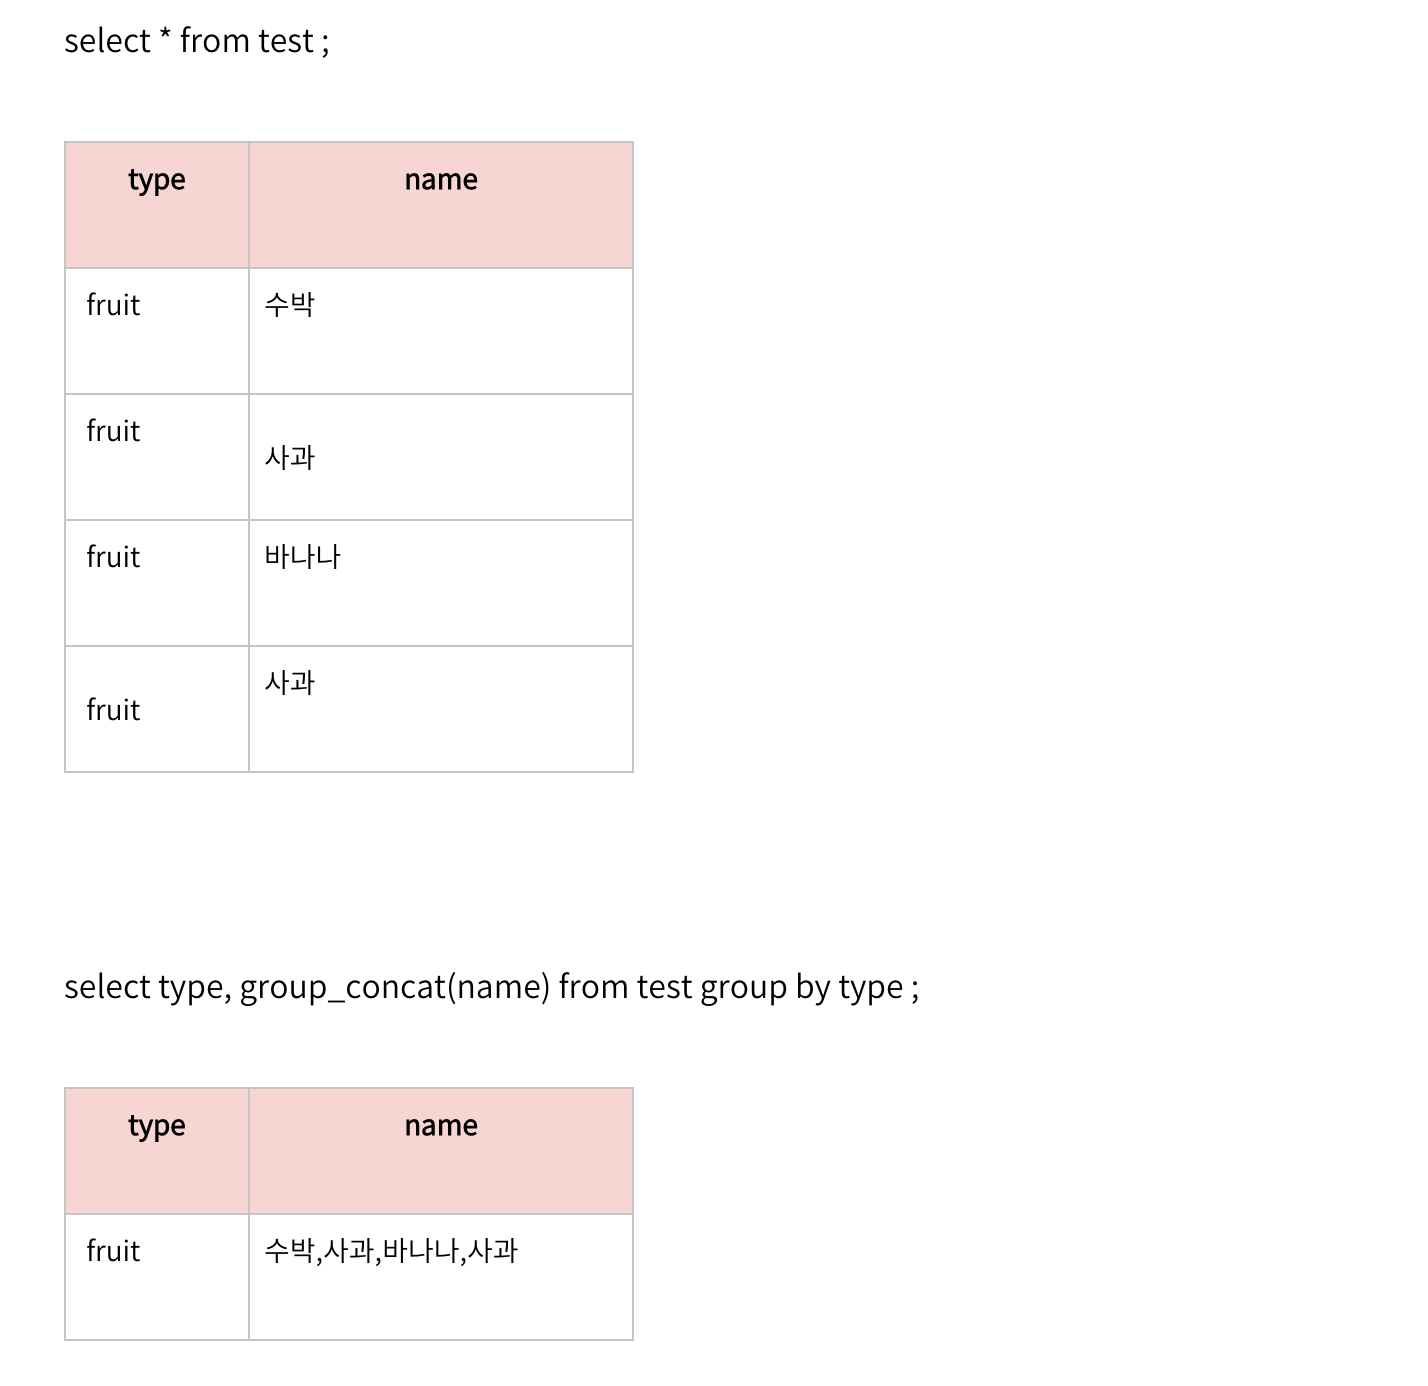 select * from test ;
type name
fruit 수박
fruit 사과
fruit 바나나
fruit 사과
select type, group_concat(name) from test group by type ;
type name
fruit 수박,사과,바나나,사과